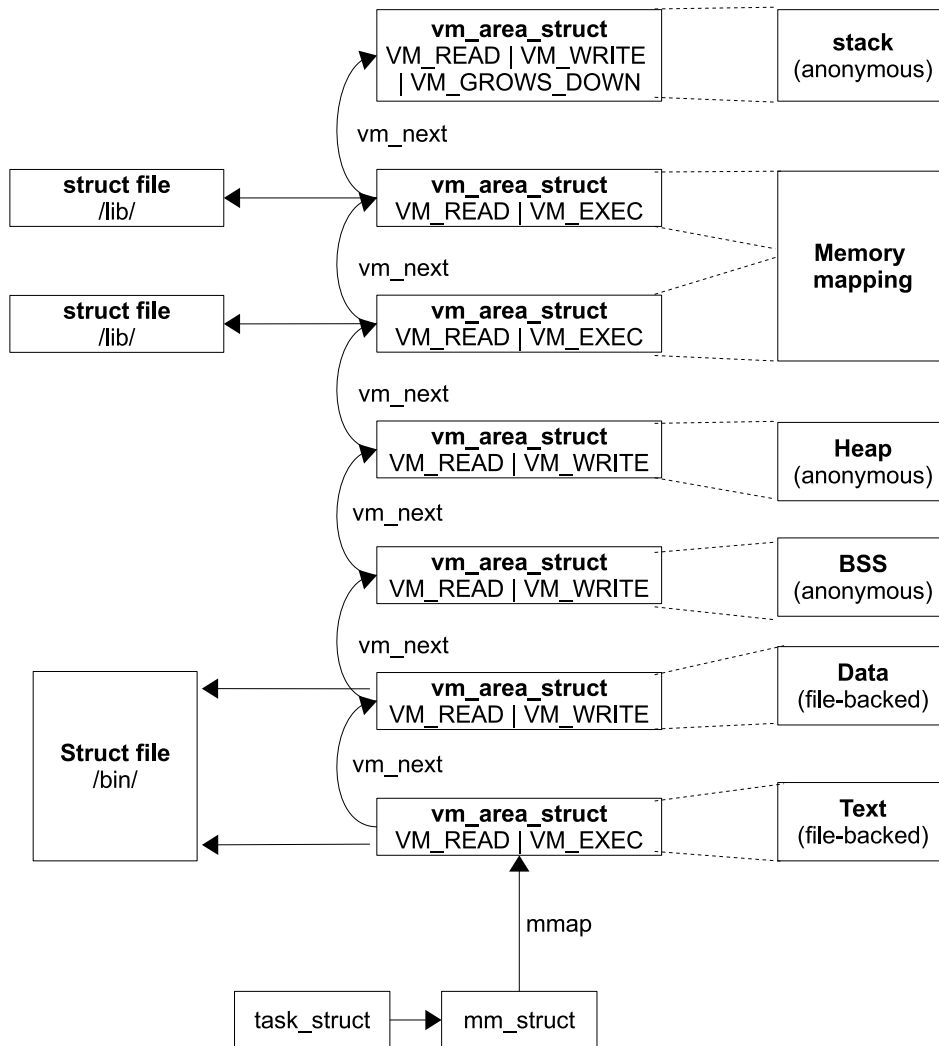 vm_area_struct
VM_READ | VM_WRITE
| VM_GROWS_DOWN
stack
(anonymous)
vm_next
struct file
/lib/
vm_area_struct
VM_READ | VM_EXEC
Memory
mapping
vm_next
struct file
/lib/
vm_area_struct
VM_READ | VM_EXEC
vm_next
vm_area_struct
VM_READ | VM_WRITE
Heap
(anonymous)
vm_next
vm_area_struct
VM_READ | VM_WRITE
BSS
(anonymous)
vm_next
vm_area_struct
VM_READ | VM_WRITE
Data
(file-backed)
Struct file
/bin/
vm_next
vm_area_struct
VM_READ | VM_EXEC
Text
(file-backed)
mmap
task_struct
mm_struct